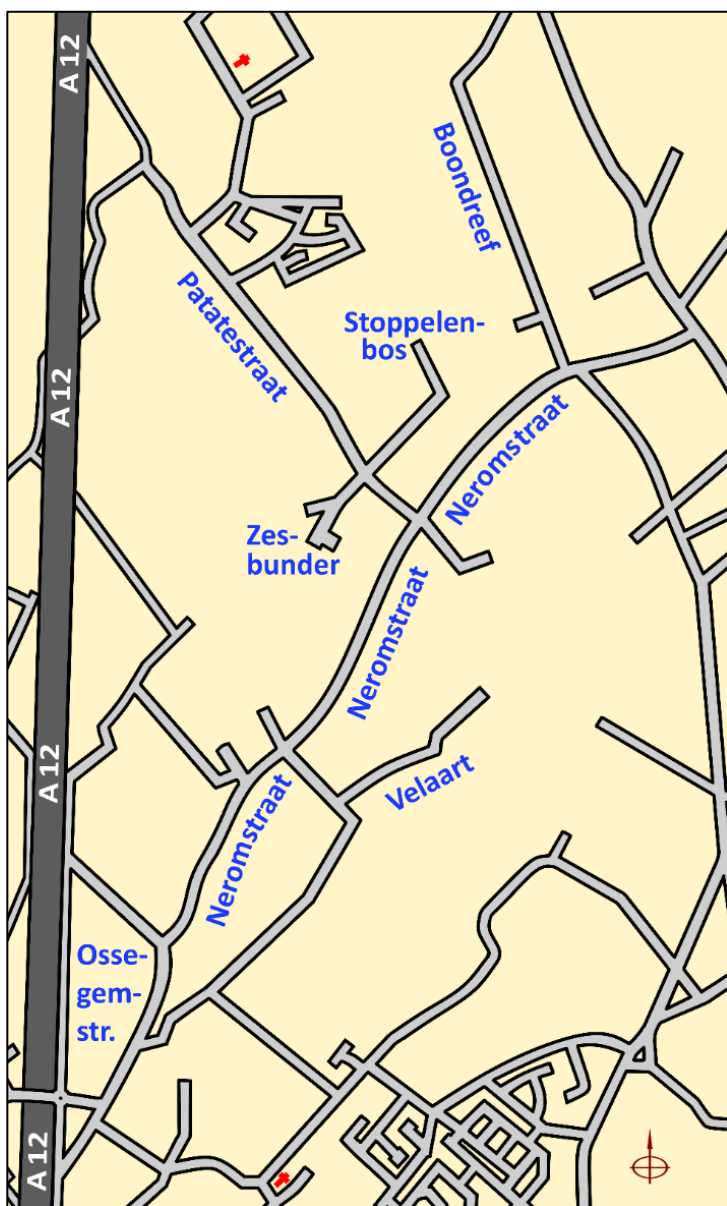 A 12
Boondreef
Patatestraat
Stoppelen-
bos
A 12
Neromstraat
Zes-
bunder
Neromstraat
A 12
Velaart
Neromstraat
Osse-
gem-
str.
A 12